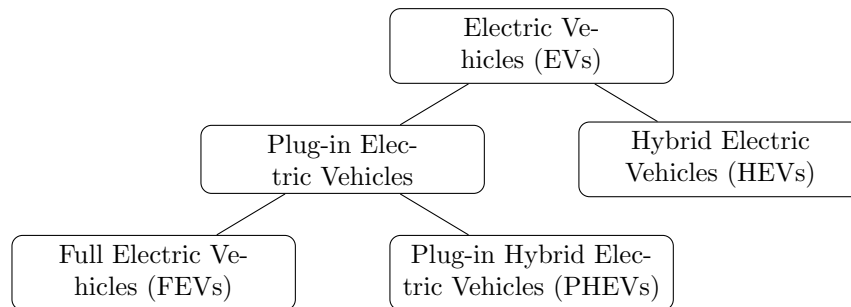 Electric Ve-
hicles (EVs)
Plug-in Elec-
tric Vehicles
Hybrid Electric
Vehicles (HEVs)
Full Electric Ve-
hicles (FEVs)
Plug-in Hybrid Elec-
tric Vehicles (PHEVs)